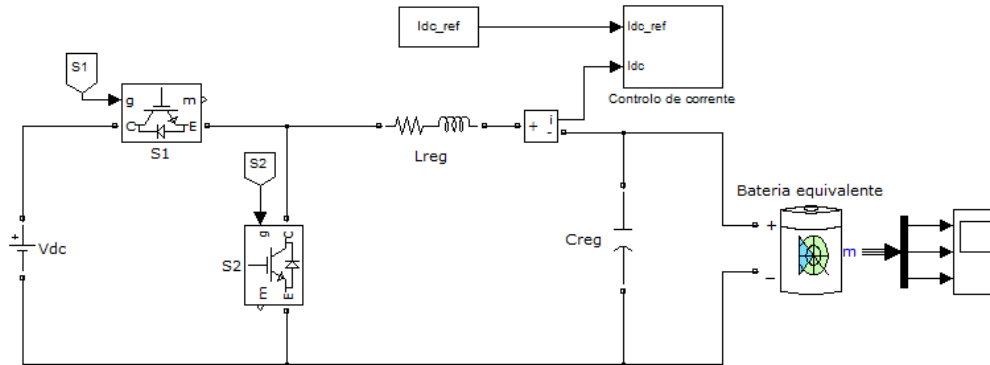 Idc_ref
Idc_ref
Idc
Controlo de corrente
S1
g
m
C
E
S1
+
i
-
Lreg
S2
g
C
S2
E
E
+
Vdc
Creg
Bateria equivalente
+
m
−